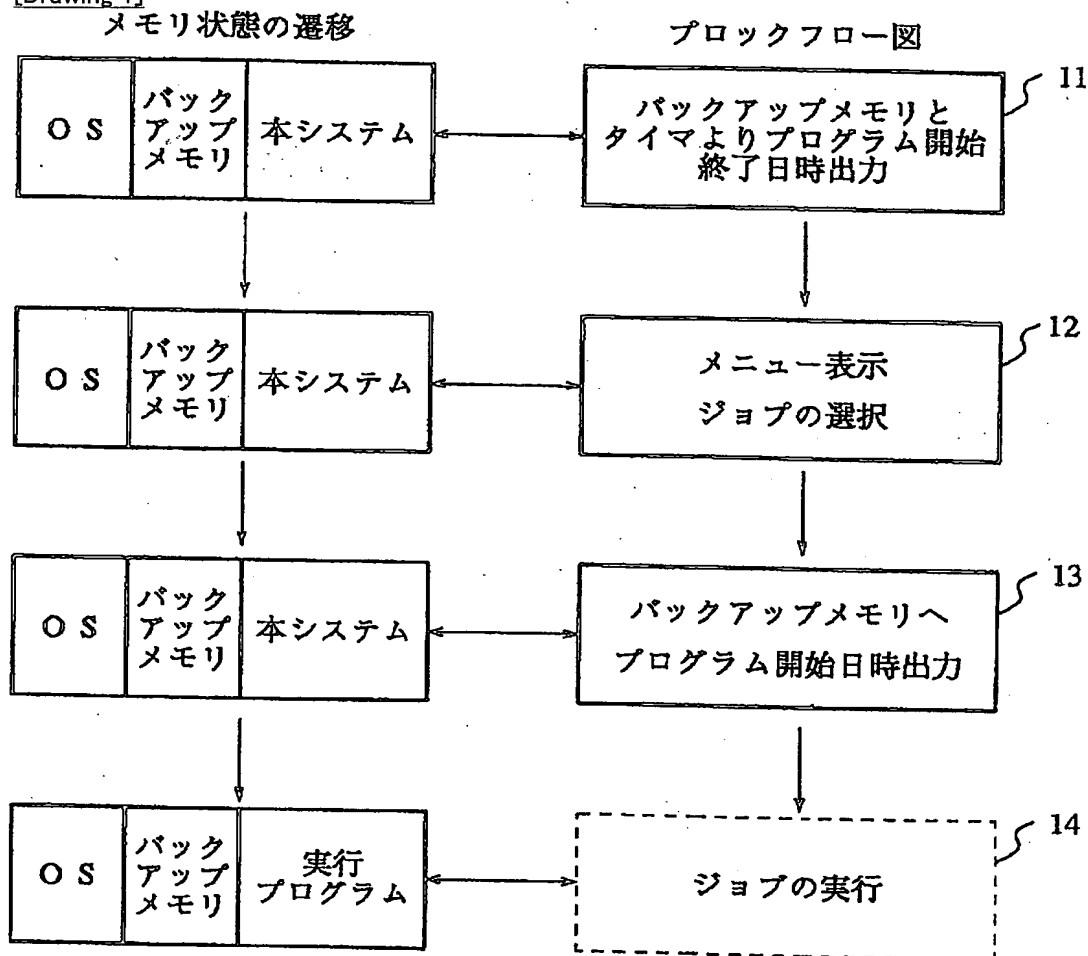 [Drawing 1]
メモリ状態の遷移
ブロックフロー図
OS
バック
アップ
メモリ
本システム
バックアップメモリと
タイマよりプログラム開始
終了日時出力
11
OS
バック
アップ
メモリ
本システム
メニュー表示
ジョブの選択
12
OS
バック
アップ
メモリ
本システム
バックアップメモリへ
プログラム開始日時出力
13
OS
バック
アップ
メモリ
実行
プログラム
ジョブの実行
14